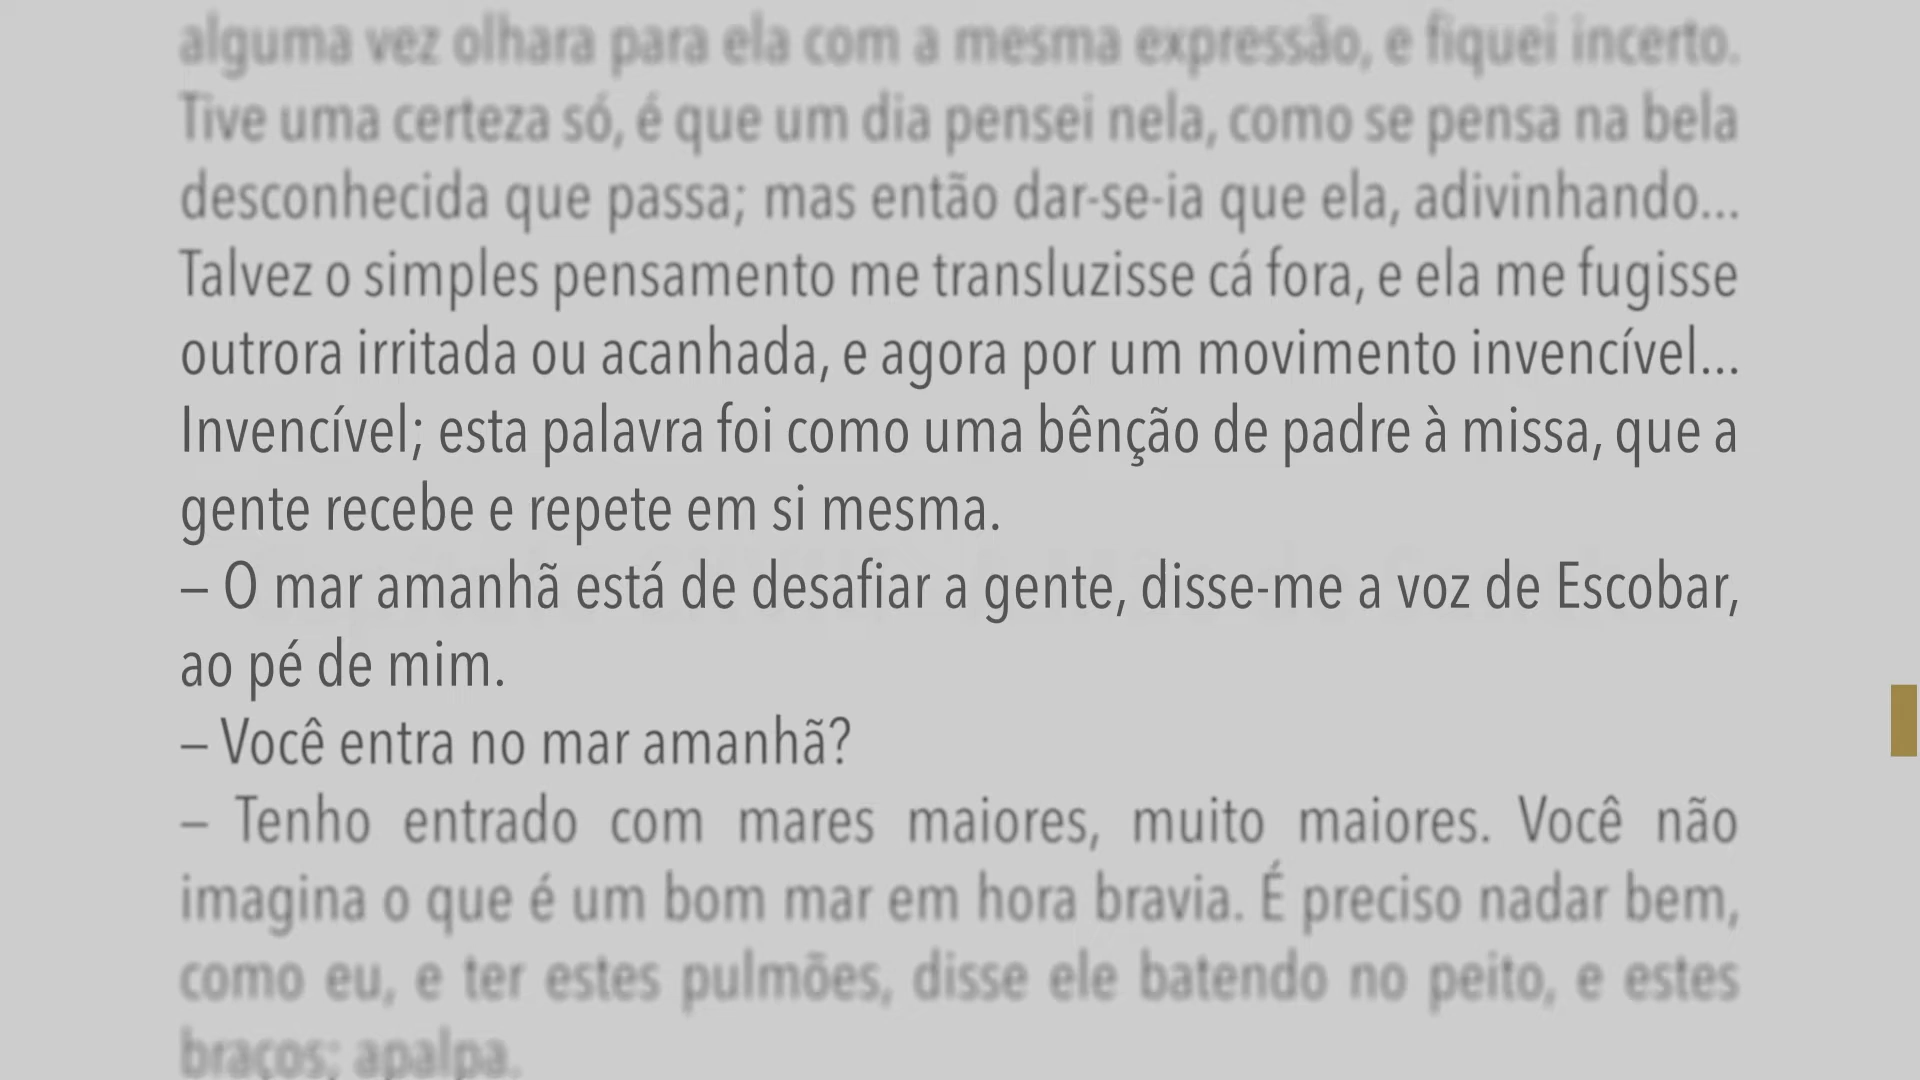 alguma vez olhara para ela com a mesma expressão, e fiquei incerto.
Tive uma certeza só, é que um dia pensei nela, como se pensa na bela
desconhecida que passa; mas então dar-se-ia que ela, adivinhando...
Talvez o simples pensamento me transluzisse cá fora, e ela me fugisse
outrora irritada ou acanhada, e agora por um movimento invencível...
Invencível; esta palavra foi como uma bênção de padre à missa, que a
gente recebe e repete em si mesma.
– O mar amanhã está de desafiar a gente, disse-me a voz de Escobar,
ao pé de mim.
– Você entra no mar amanhã?
– Tenho entrado com mares maiores, muito maiores. Você não
imagina o que é um bom mar em hora bravia. É preciso nadar bem,
como eu, e ter estes pulmões, disse ele batendo no peito, e estes
braços; apalpa.